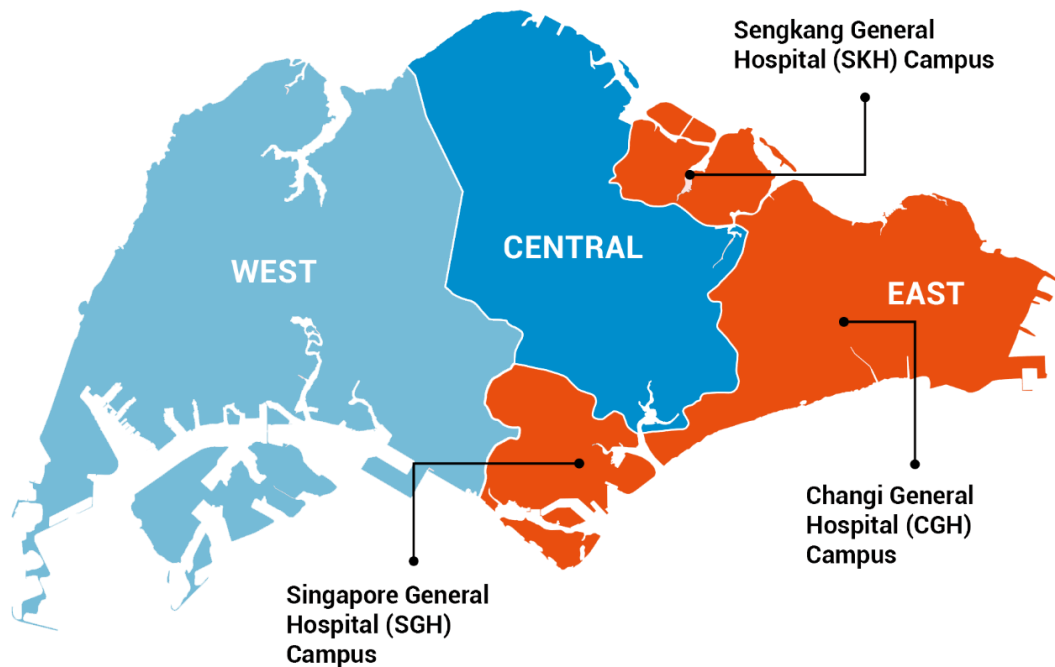 Sengkang General
Hospital (SKH) Campus
CENTRAL
WEST
EAST
Changi General
Hospital (CGH)
Campus
Singapore General
Hospital (SGH)
Campus